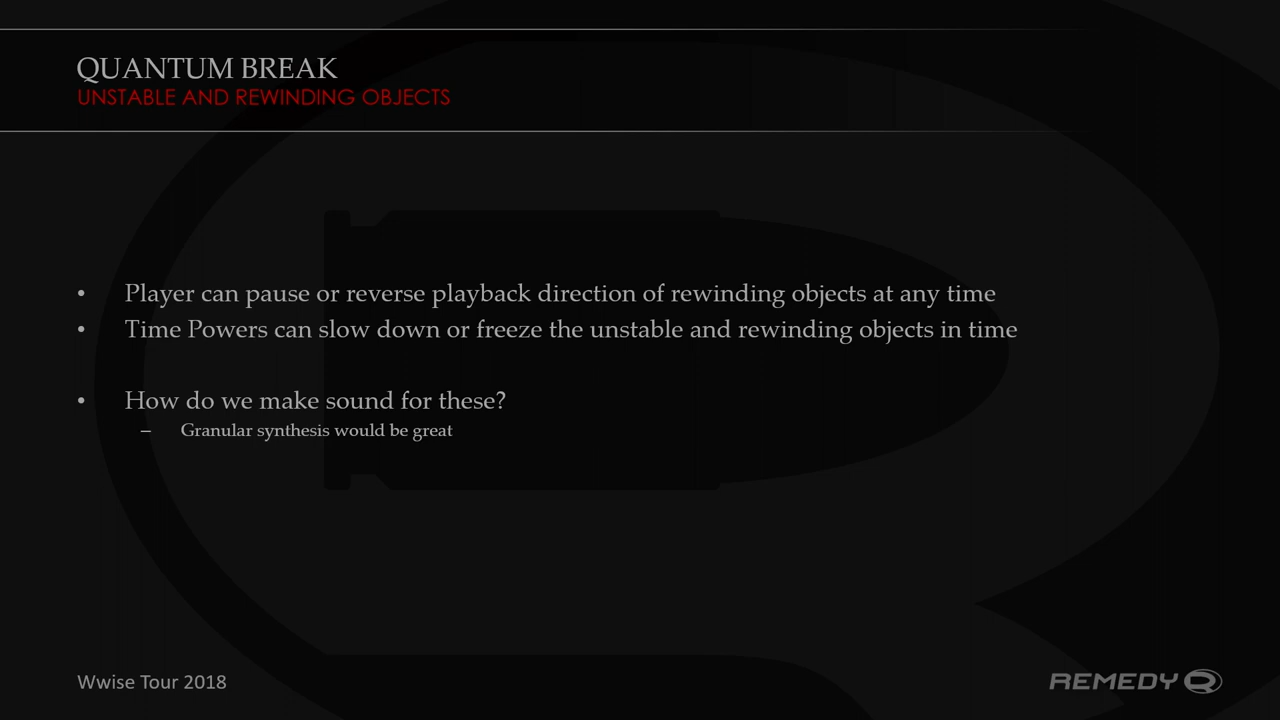 QUANTUM BREAK
UNSTABLE AND REWINDING OBJECTS
• Player can pause or reverse playback direction of rewinding objects at any time
• Time Powers can slow down or freeze the unstable and rewinding objects in time
• How do we make sound for these?
– Granular synthesis would be great
Wwise Tour 2018
REMEDY